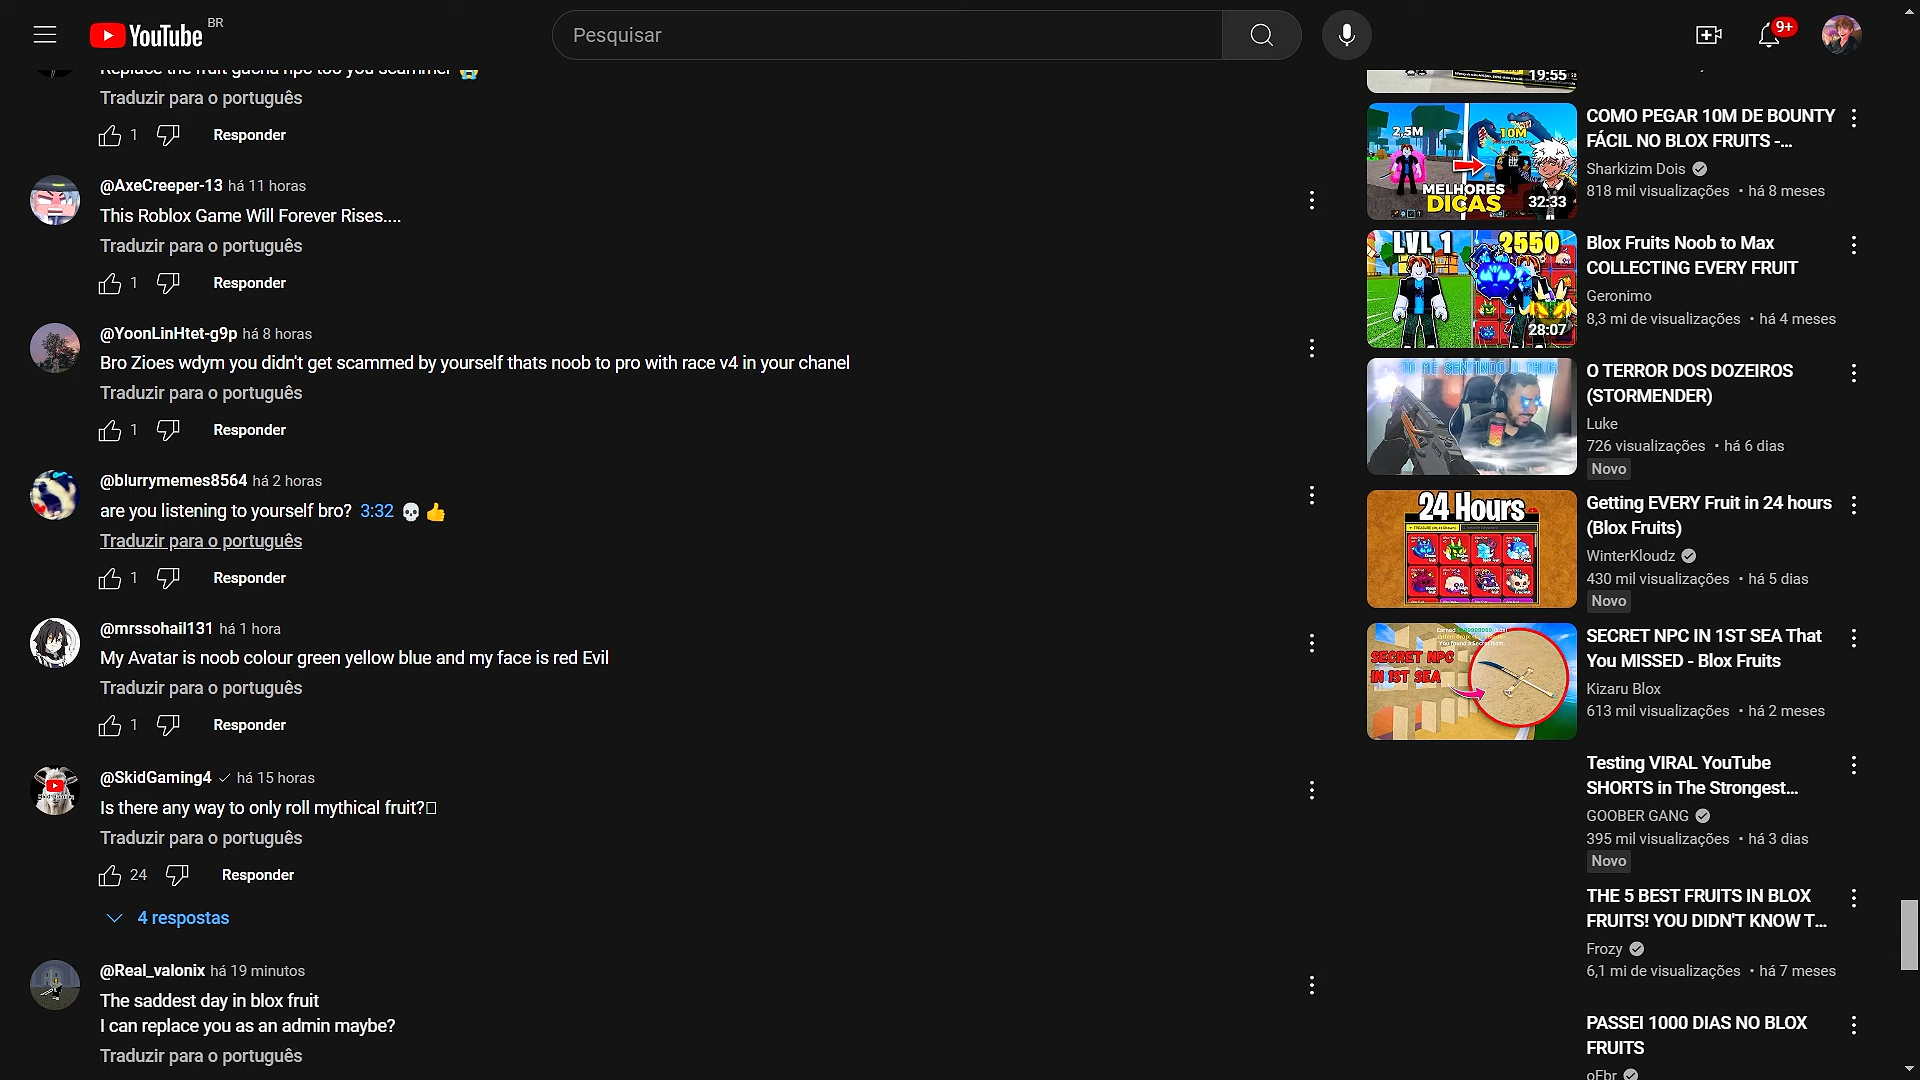 YouTube BR
Pesquisar
9+
Replace the fruit gacha npc too you scammer 😭
Traduzir para o português
1 Responder
@AxeCreeper-13 há 11 horas
This Roblox Game Will Forever Rises....
Traduzir para o português
1 Responder
@YoonLinHtet-g9p há 8 horas
Bro Zioes wdym you didn't get scammed by yourself thats noob to pro with race v4 in your chanel
Traduzir para o português
1 Responder
@blurrymemes8564 há 2 horas
are you listening to yourself bro? 3:32 💀 👍
Traduzir para o português
1 Responder
@mrssohail131 há 1 hora
My Avatar is noob colour green yellow blue and my face is red Evil
Traduzir para o português
1 Responder
@SkidGaming4 há 15 horas
Is there any way to only roll mythical fruit?
Traduzir para o português
24 Responder
4 respostas
@Real_valonix há 19 minutos
The saddest day in blox fruit
I can replace you as an admin maybe?
Traduzir para o português
19:55
2,5M
10M
MELHORES
DICAS
32:33
COMO PEGAR 10M DE BOUNTY
FÁCIL NO BLOX FRUITS -...
Sharkizim Dois
818 mil visualizações • há 8 meses
LVL 1
2550
28:07
Blox Fruits Noob to Max
COLLECTING EVERY FRUIT
Geronimo
8,3 mi de visualizações • há 4 meses
TO ME SENTINDO O THOR
O TERROR DOS DOZEIROS
(STORMENDER)
Luke
726 visualizações • há 6 dias
Novo
24 Hours
Getting EVERY Fruit in 24 hours
(Blox Fruits)
WinterKloudz
430 mil visualizações • há 5 dias
Novo
SECRET NPC
IN 1ST SEA
SECRET NPC IN 1ST SEA That
You MISSED - Blox Fruits
Kizaru Blox
613 mil visualizações • há 2 meses
Testing VIRAL YouTube
SHORTS in The Strongest...
GOOBER GANG
395 mil visualizações • há 3 dias
Novo
THE 5 BEST FRUITS IN BLOX
FRUITS! YOU DIDN'T KNOW T...
Frozy
6,1 mi de visualizações • há 7 meses
PASSEI 1000 DIAS NO BLOX
FRUITS
oEbr